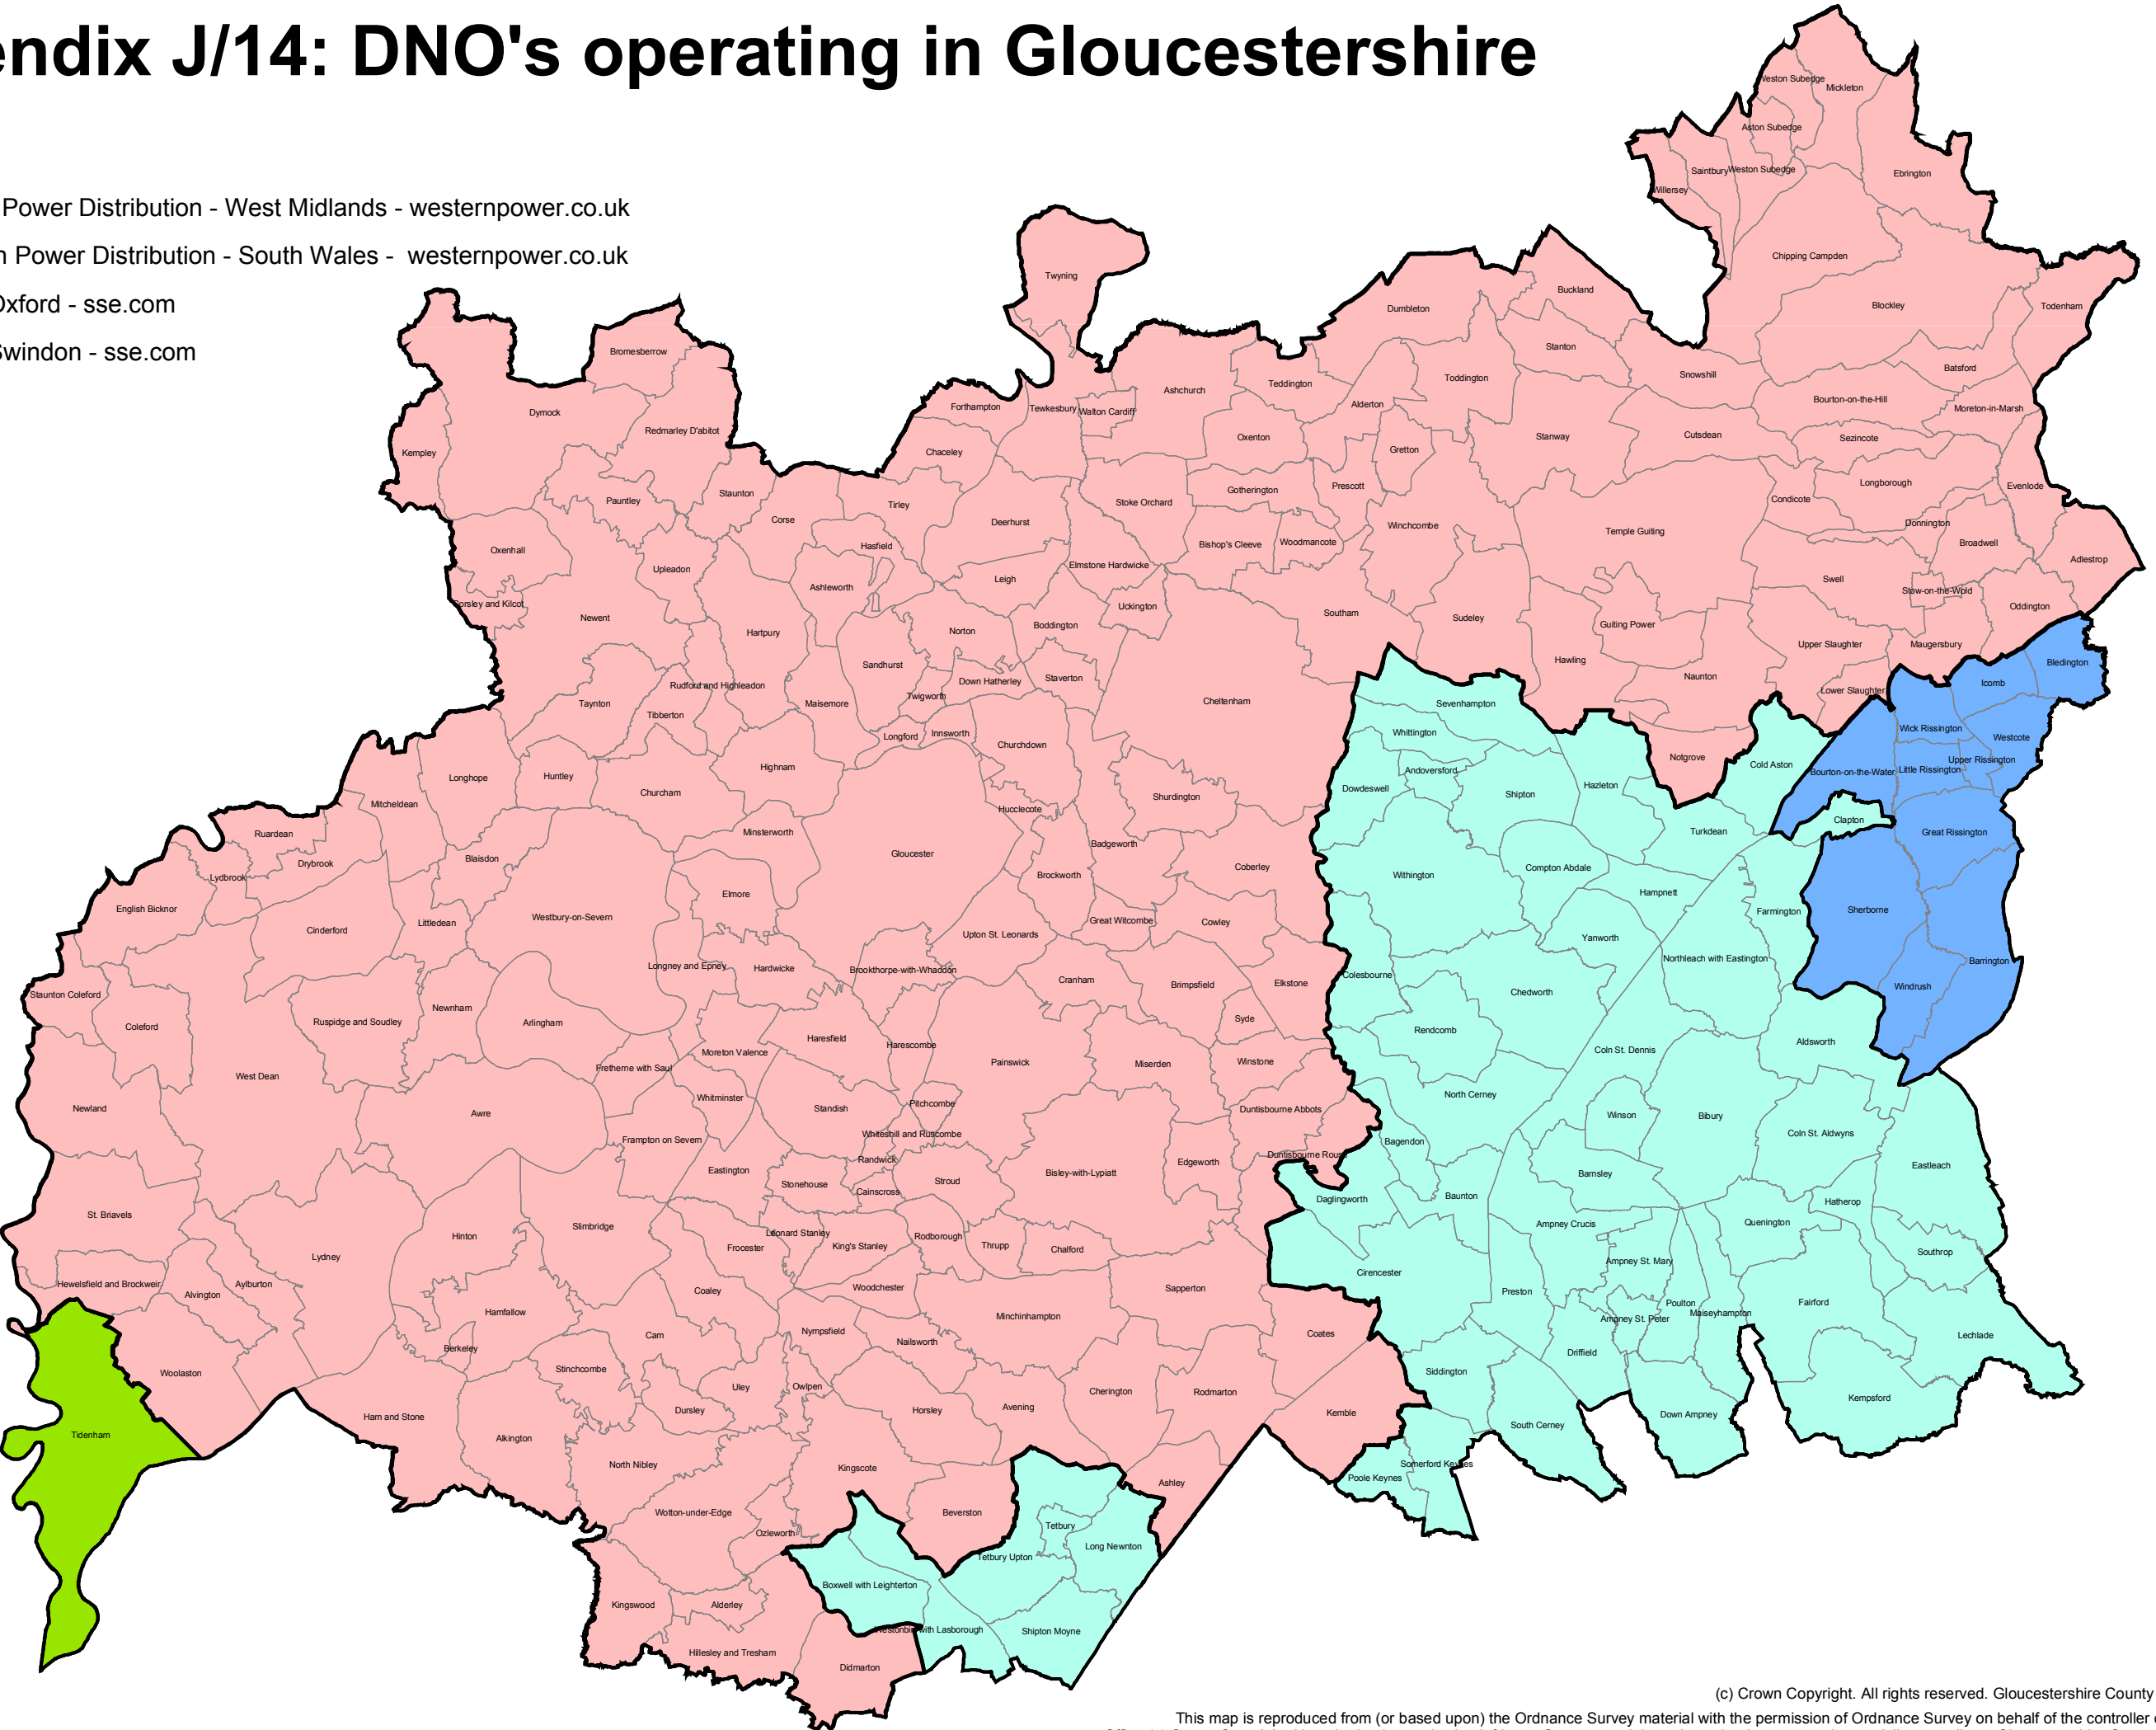 endix J/14: DNO's operating in Gloucestershire
Power Distribution - West Midlands - westernpower.co.uk
n Power Distribution - South Wales - westernpower.co.uk
Oxford - sse.com
Swindon - sse.com
Weston Subedge
Mickleton
Aston Subedge
Saintbury
Weston Subedge
Ebrington
Willersey
Chipping Campden
Twyning
Buckland
Blockley
Todenham
Dumbleton
Bromesberrow
Stanton
Batsford
Snowshill
Toddington
Teddington
Ashchurch
Bourton-on-the-Hill
Moreton-in-Marsh
Alderton
Forthampton
Tewkesbury
Walton Cardiff
Dymock
Redmarley D'abitot
Oxenton
Stanway
Cutsdean
Sezincote
Gretton
Chaceley
Kempley
Longborough
Evenlode
Prescott
Gotherington
Staunton
Pauntley
Stoke Orchard
Condicote
Tirley
Corse
Deerhurst
Winchcombe
Temple Guiting
Donnington
Broadwell
Bishop's Cleeve
Woodmancote
Hasfield
Oxenhall
Adlestrop
Elmstone Hardwicke
Upleadon
Leigh
Swell
Ashleworth
Stow-on-the-Wold
Gorsley and Kilcot
Uckington
Oddington
Southam
Sudeley
Newent
Guiting Power
Boddington
Norton
Hartpury
Upper Slaughter
Maugersbury
Hawling
Bledington
Sandhurst
Naunton
Staverton
Down Hatherley
Icomb
Rudford and Highleadon
Lower Slaughter
Twigworth
Cheltenham
Sevenhampton
Taynton
Maisemore
Tibberton
Wick Rissington
Whittington
Innsworth
Longford
Westcote
Churchdown
Notgrove
Upper Rissington
Cold Aston
Highnam
Andoversford
Little Rissington
Bourton-on-the-Water
Huntley
Longhope
Hazleton
Dowdeswell
Churcham
Shipton
Shurdington
Mitcheldean
Hucclecote
Clapton
Turkdean
Great Rissington
Minsterworth
Ruardean
Badgeworth
Gloucester
Blaisdon
Drybrook
Coberley
Compton Abdale
Withington
Brockworth
Lydbrook
Hampnett
Elmore
English Bicknor
Sherborne
Farmington
Westbury-on-Severn
Great Witcombe
Cowley
Littledean
Cinderford
Upton St. Leonards
Yanworth
Northleach with Eastington
Barrington
Longney and Epney
Hardwicke
Brookthorpe-with-Whaddon
Colesbourne
Cranham
Elkstone
Brimpsfield
Windrush
Chedworth
Staunton Coleford
Newnham
Syde
Ruspidge and Soudley
Arlingham
Coleford
Rendcomb
Haresfield
Aldsworth
Harescombe
Coln St. Dennis
Moreton Valence
Painswick
Winstone
Miserden
Fretherne with Saul
West Dean
North Cerney
Whitminster
Pitchcombe
Standish
Newland
Duntisbourne Abbots
Awre
Winson
Bibury
Whiteshill and Ruscombe
Coln St. Aldwyns
Frampton on Severn
Bagendon
Duntisbourne Rous
Randwick
Edgeworth
Eastleach
Eastington
Bisley-with-Lypiatt
Barnsley
Stroud
Stonehouse
Cainscross
Baunton
Daglingworth
Hatherop
St. Briavels
Quenington
Ampney Crucis
Slimbridge
Leonard Stanley
Hinton
Rodborough
King's Stanley
Thrupp
Frocester
Chalford
Southrop
Lydney
Ampney St. Mary
Cirencester
Hewelsfield and Brockweir
Aylburton
Woodchester
Sapperton
Coaley
Alvington
Preston
Poulton
Fairford
Maiseyhampton
Hamfallow
Minchinhampton
Ampney St. Peter
Nympsfield
Coates
Cam
Lechlade
Nailsworth
Berkeley
Driffield
Stinchcombe
Siddington
Woolaston
Uley
Owlpen
Cherington
Rodmarton
Kempsford
Avening
Horsley
Dursley
Kemble
Down Ampney
Ham and Stone
South Cerney
Tidenham
Alkington
North Nibley
Somerford Keynes
Kingscote
Poole Keynes
Ashley
Wotton-under-Edge
Beverston
Tetbury
Ozleworth
Long Newnton
Tetbury Upton
Boxwell with Leighterton
Kingswood
Alderley
with Lasborough
Shipton Moyne
Hillesley and Tresham
Didmarton
(c) Crown Copyright. All rights reserved. Gloucestershire County
This map is reproduced from (or based upon) the Ordnance Survey material with the permission of Ordnance Survey on behalf of the controller